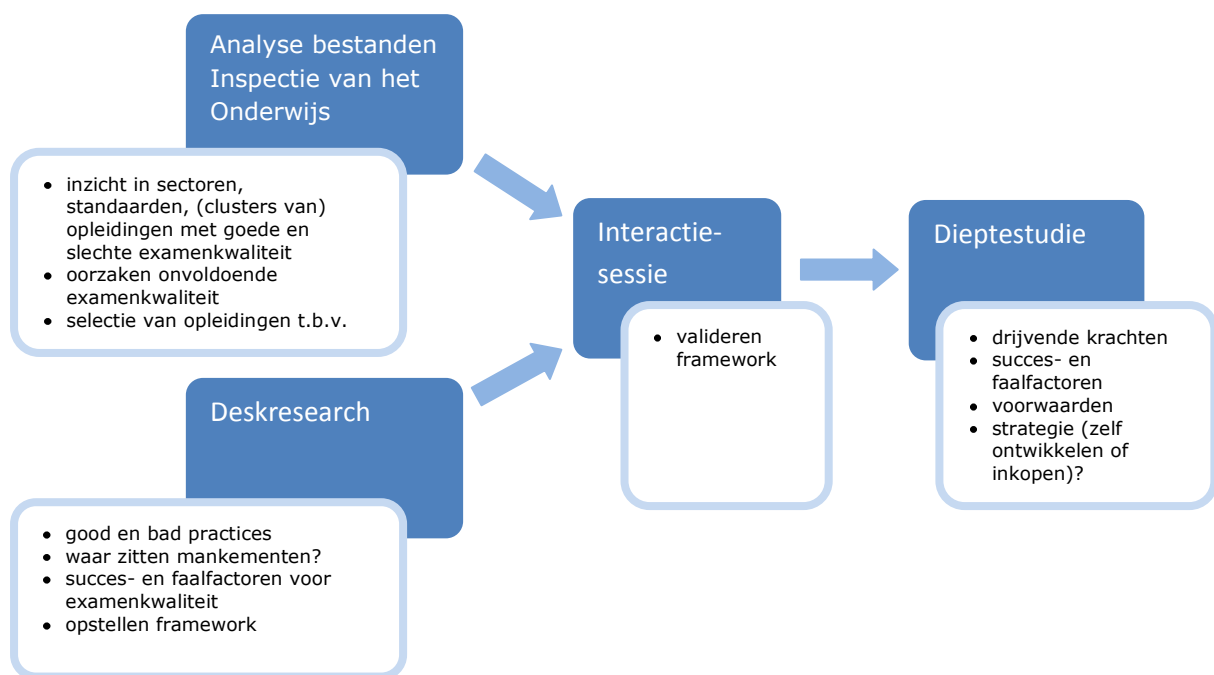 Analyse bestanden
Inspectie van het
Onderwijs
• inzicht in sectoren,
standaarden, (clusters van)
opleidingen met goede en
slechte examenkwaliteit
• oorzaken onvoldoende
examenkwaliteit
• selectie van opleidingen t.b.v.
Deskresearch
• good en bad practices
• waar zitten mankementen?
• succes- en faalfactoren voor
examenkwaliteit
• opstellen framework
Interactie-
sessie
• valideren
framework
Dieptestudie
• drijvende krachten
• succes- en
faalfactoren
• voorwaarden
• strategie (zelf
ontwikkelen of
inkopen)?